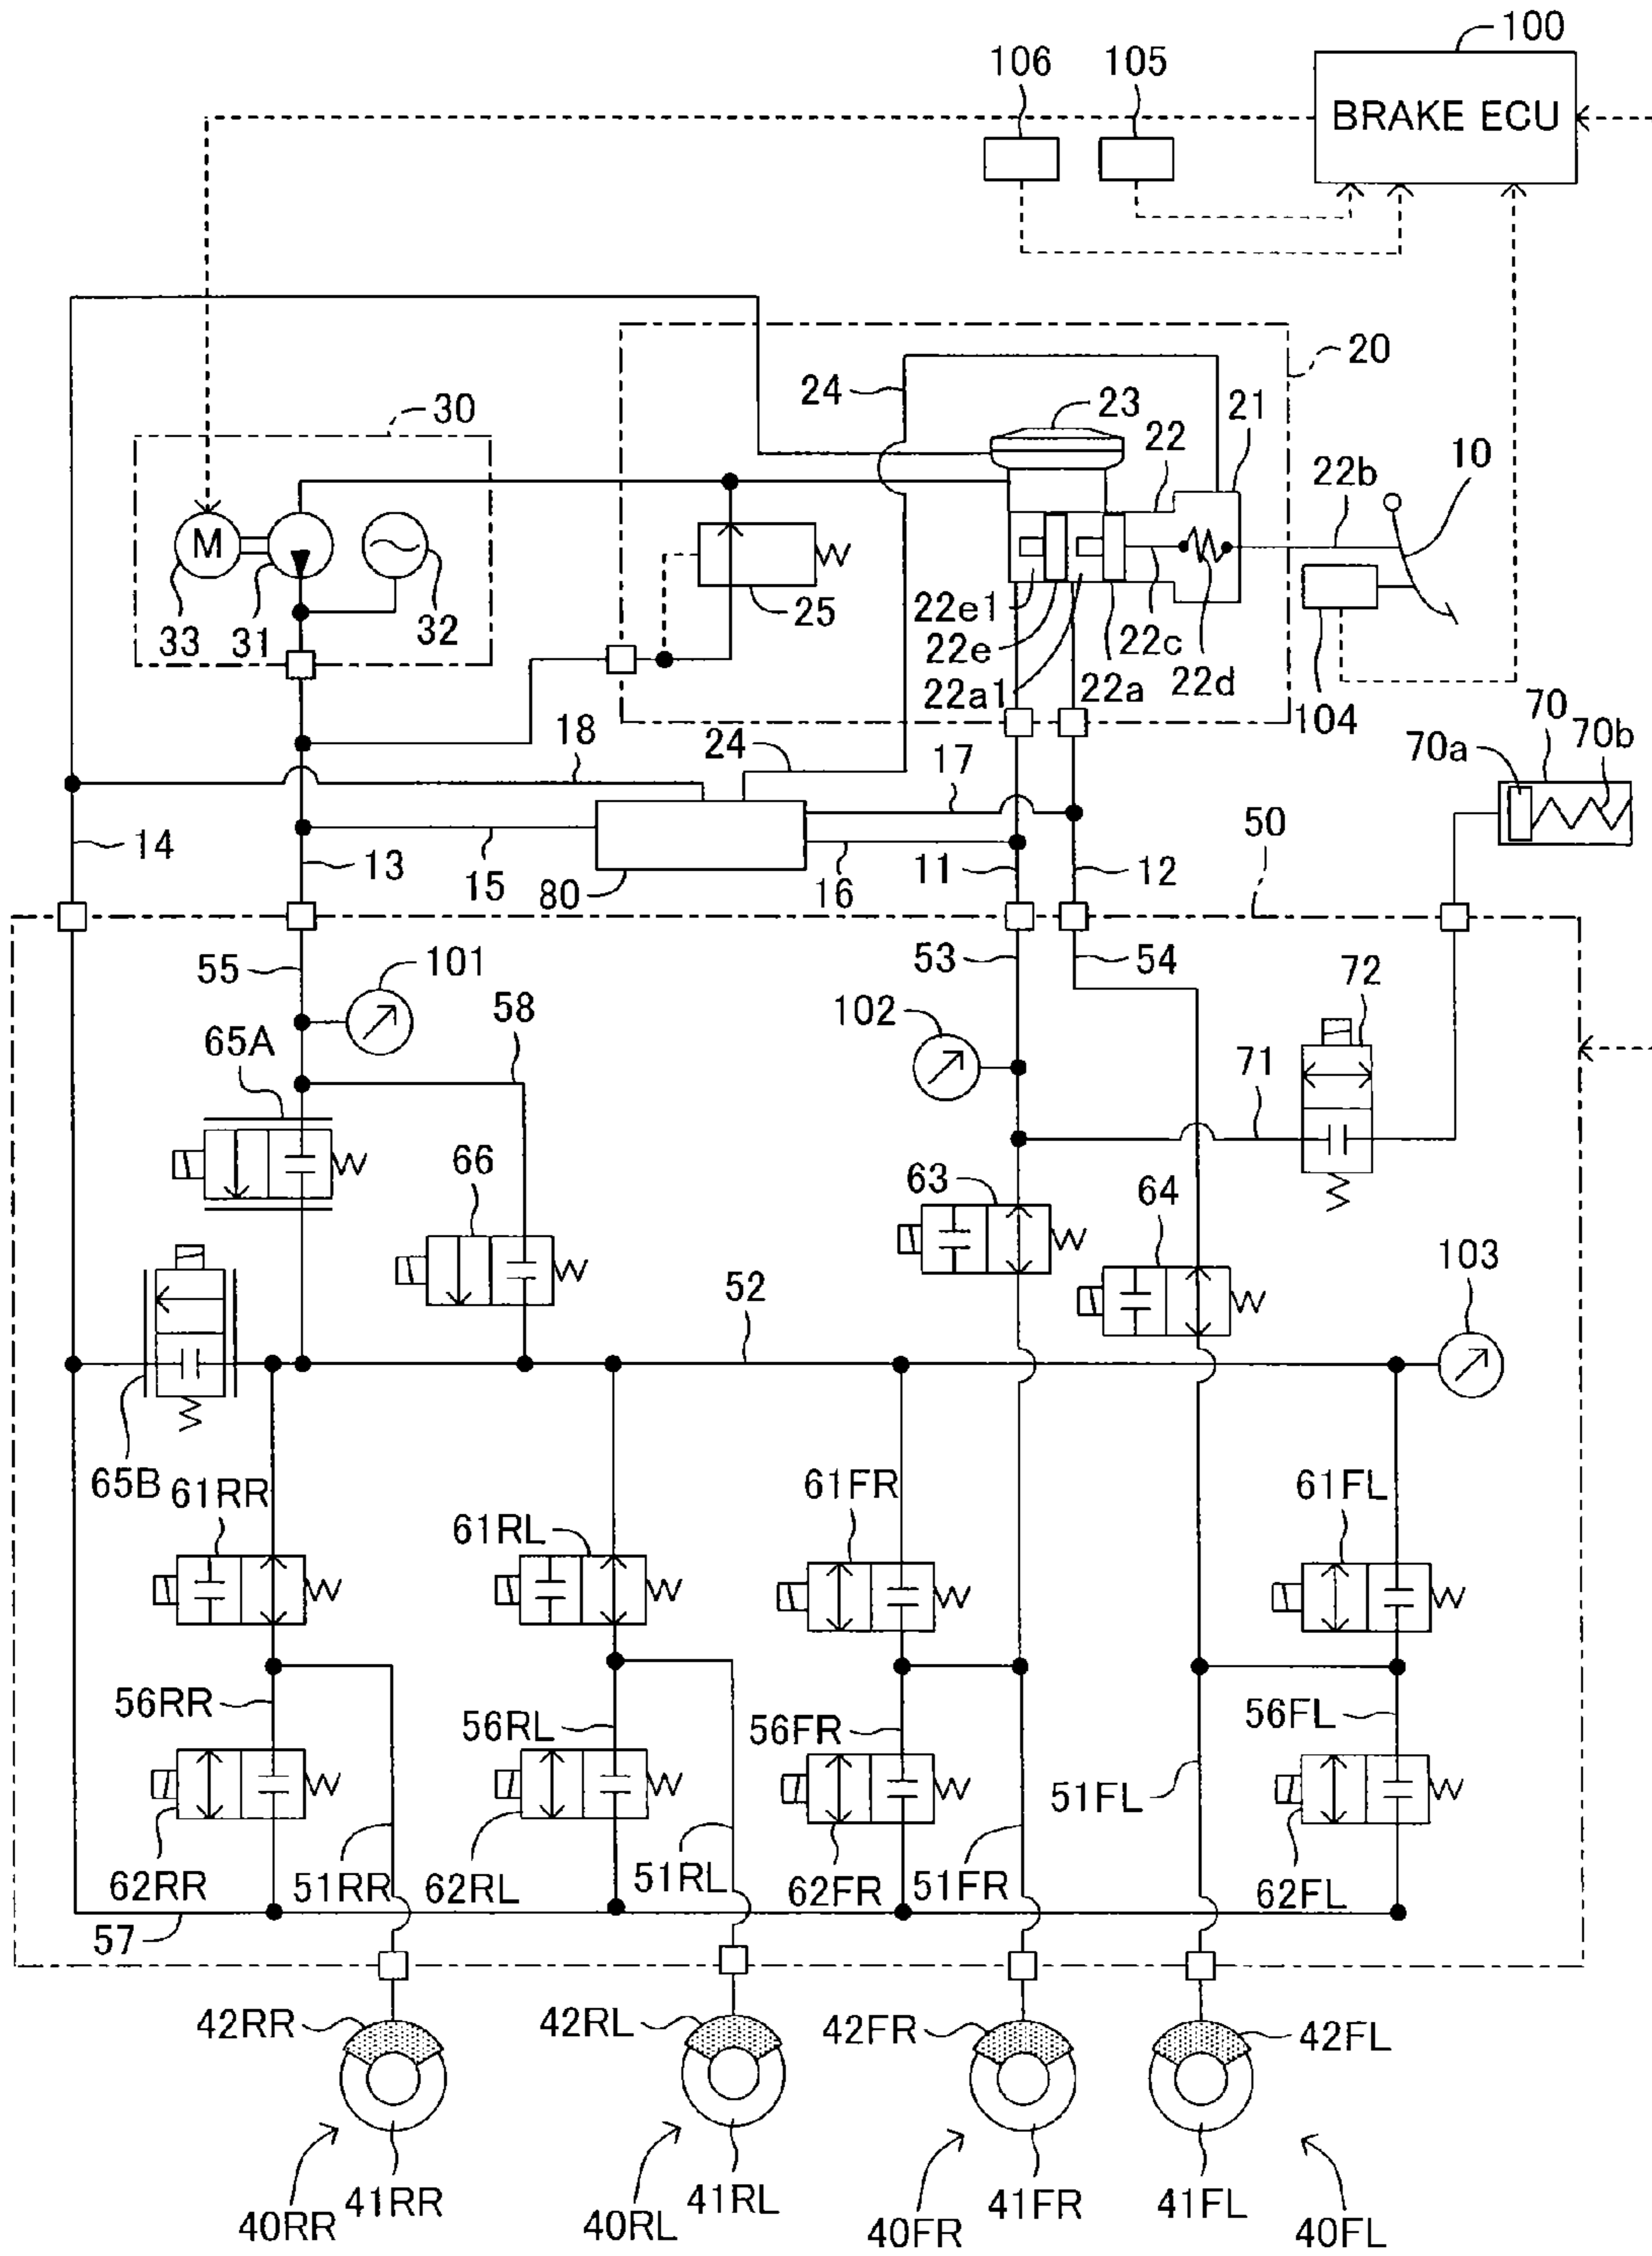 100
106 105
BRAKE ECU
20
24 23 21
30
22 10
22b
M
22e1 25
33 31 32
22e 22c
22a1 22a 22d
104 70
18 24 17 70a 70b
50
14 13 15 80 16 11 12
55 101 53 54 72
58 102
65A 71
66 63 64
52 103
65B 61RR 61RL 61FR 61FL
56RR 56RL 56FR 56FL
51FL
62RR 51RR 62RL 51RL 62FR 51FR 62FL
57
42RR 42RL 42FR 42FL
41RR 41RL 41FR 41FL
40RR 40RL 40FR 40FL